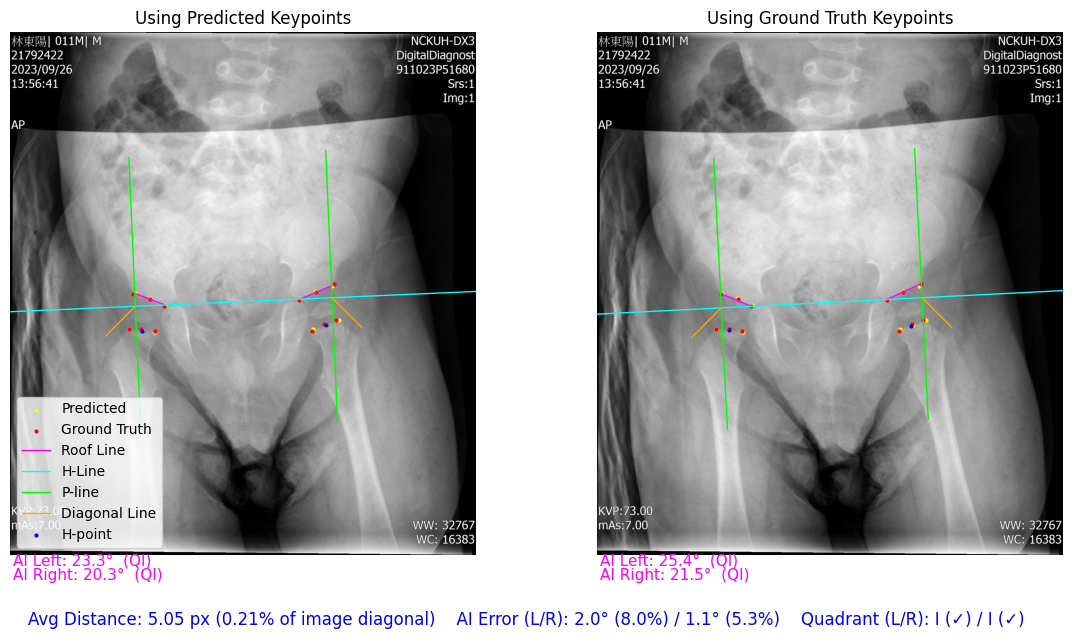 Using Predicted Keypoints
林東陽| 011M| M
21792422
2023/09/26
13:56:41
NCKUH-DX3
DigitalDiagnost
911023P51680
Srs:1
Img:1
AP
Predicted
Ground Truth
Roof Line
H-Line
P-line
Diagonal Line
H-point
KVP:73.00
mAs:7.00
WW: 32767
WC: 16383
AI Left: 23.3° (QI)
AI Right: 20.3° (QI)
Using Ground Truth Keypoints
林東陽| 011M| M
21792422
2023/09/26
13:56:41
NCKUH-DX3
DigitalDiagnost
911023P51680
Srs:1
Img:1
AP
KVP:73.00
mAs:7.00
WW: 32767
WC: 16383
AI Left: 25.4° (QI)
AI Right: 21.5° (QI)
Avg Distance: 5.05 px (0.21% of image diagonal) AI Error (L/R): 2.0° (8.0%) / 1.1° (5.3%) Quadrant (L/R): I (✓) / I (✓)